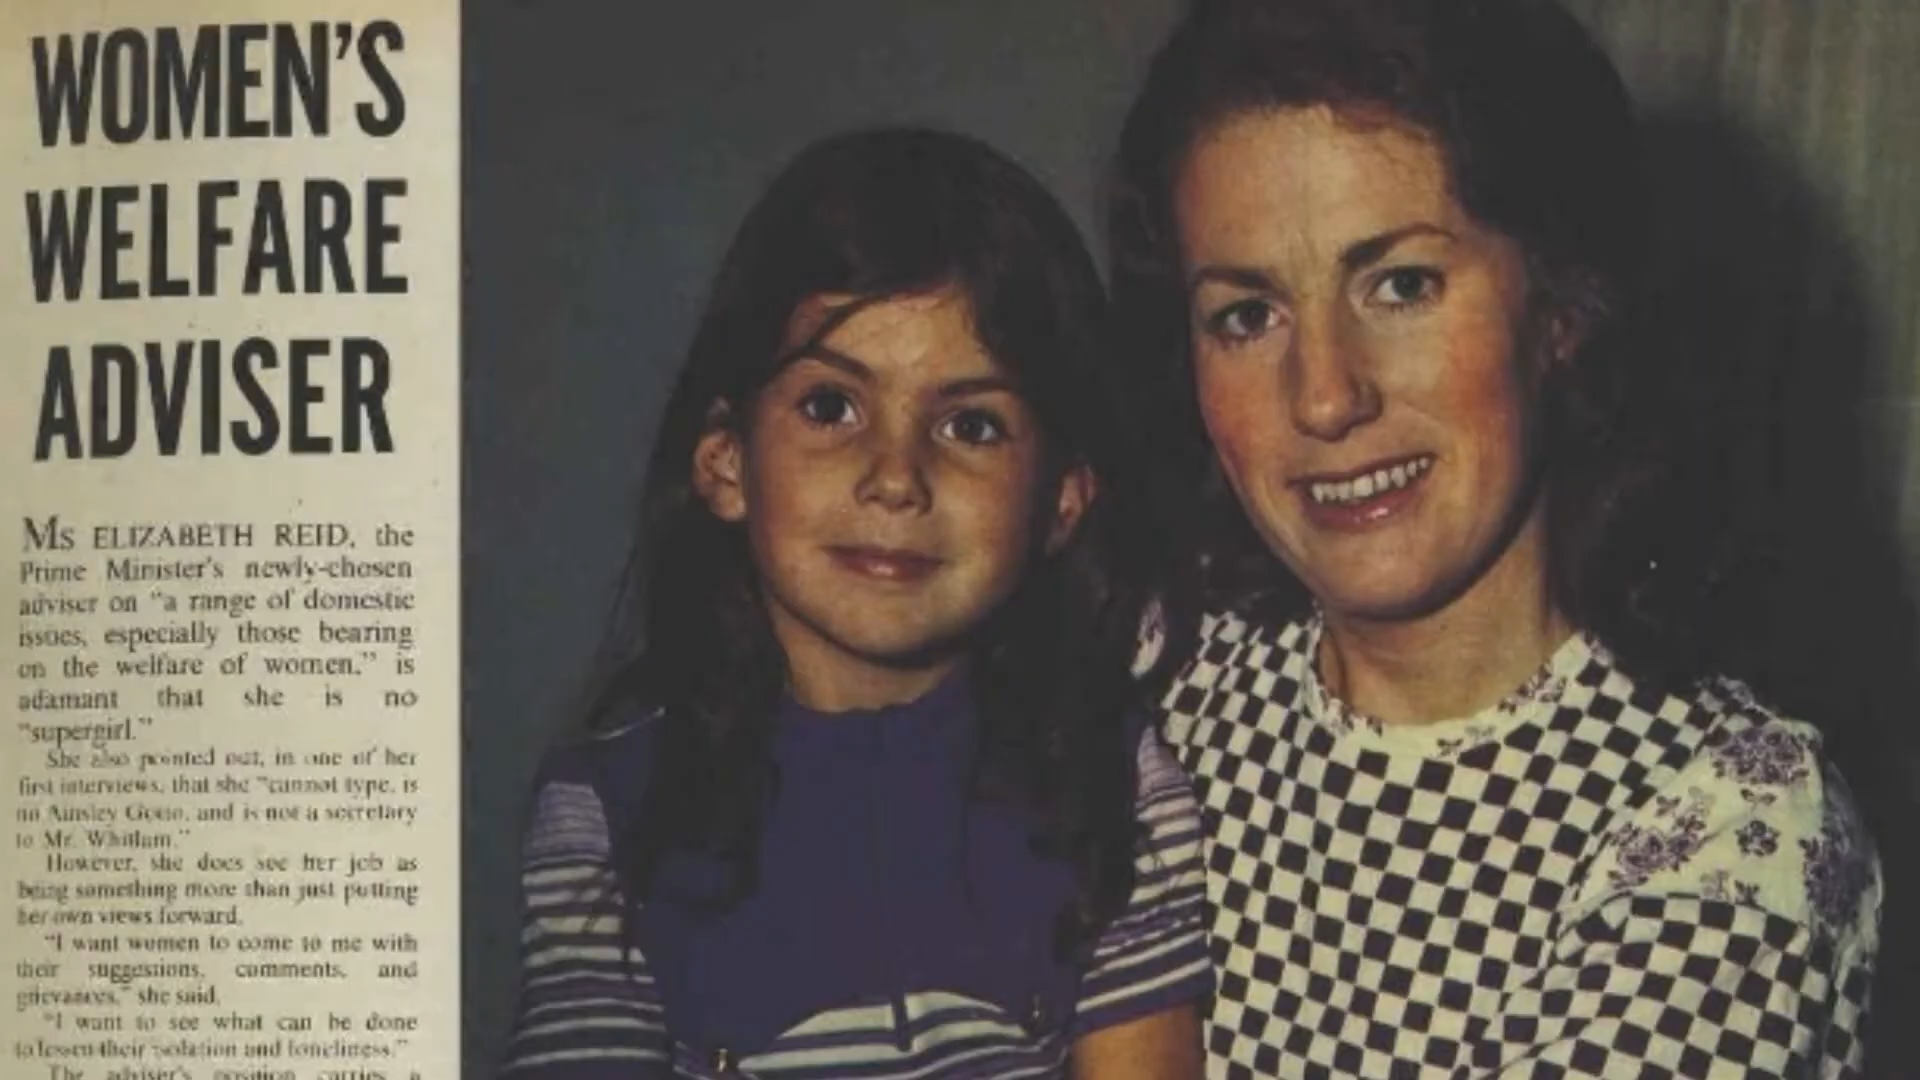 WOMEN'S
WELFARE
ADVISER
MS ELIZABETH REID, the
Prime Minister's newly-chosen
adviser on "a range of domestic
issues, especially those bearing
on the welfare of women," is
adamant that she is no
"supergirl."
She also pointed out, in one of her
first interviews, that she "cannot type, is
no Ainsley Gotto, and is not a secretary
to Mr. Whitlam."
However, she does see her job as
being something more than just putting
her own views forward.
"I want women to come to me with
their suggestions, comments, and
grievances," she said.
"I want to see what can be done
to lessen their isolation and loneliness."
The adviser's position carries a